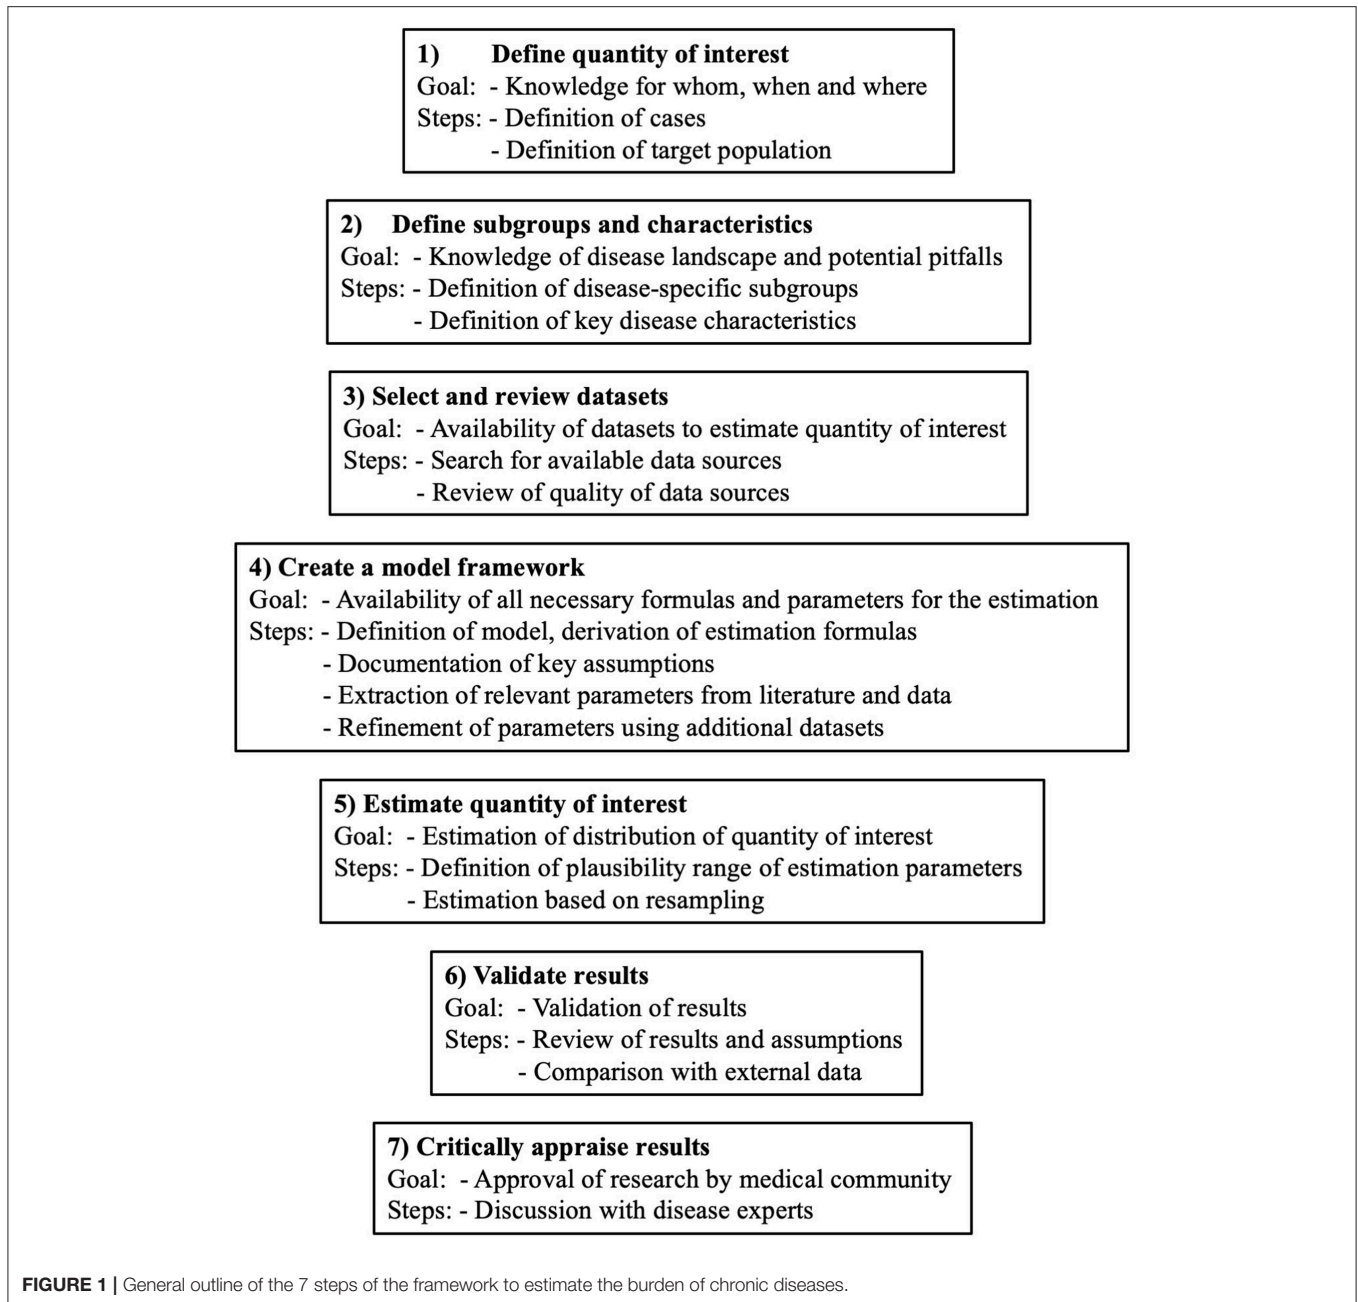 1) Define quantity of interest
Goal: - Knowledge for whom, when and where
Steps: - Definition of cases
- Definition of target population
2) Define subgroups and characteristics
Goal: - Knowledge of disease landscape and potential pitfalls
Steps: - Definition of disease-specific subgroups
- Definition of key disease characteristics
3) Select and review datasets
Goal: - Availability of datasets to estimate quantity of interest
Steps: - Search for available data sources
- Review of quality of data sources
4) Create a model framework
Goal: - Availability of all necessary formulas and parameters for the estimation
Steps: - Definition of model, derivation of estimation formulas
- Documentation of key assumptions
- Extraction of relevant parameters from literature and data
- Refinement of parameters using additional datasets
5) Estimate quantity of interest
Goal: - Estimation of distribution of quantity of interest
Steps: - Definition of plausibility range of estimation parameters
- Estimation based on resampling
6) Validate results
Goal: - Validation of results
Steps: - Review of results and assumptions
- Comparison with external data
7) Critically appraise results
Goal: - Approval of research by medical community
Steps: - Discussion with disease experts
FIGURE 1 | General outline of the 7 steps of the framework to estimate the burden of chronic diseases.